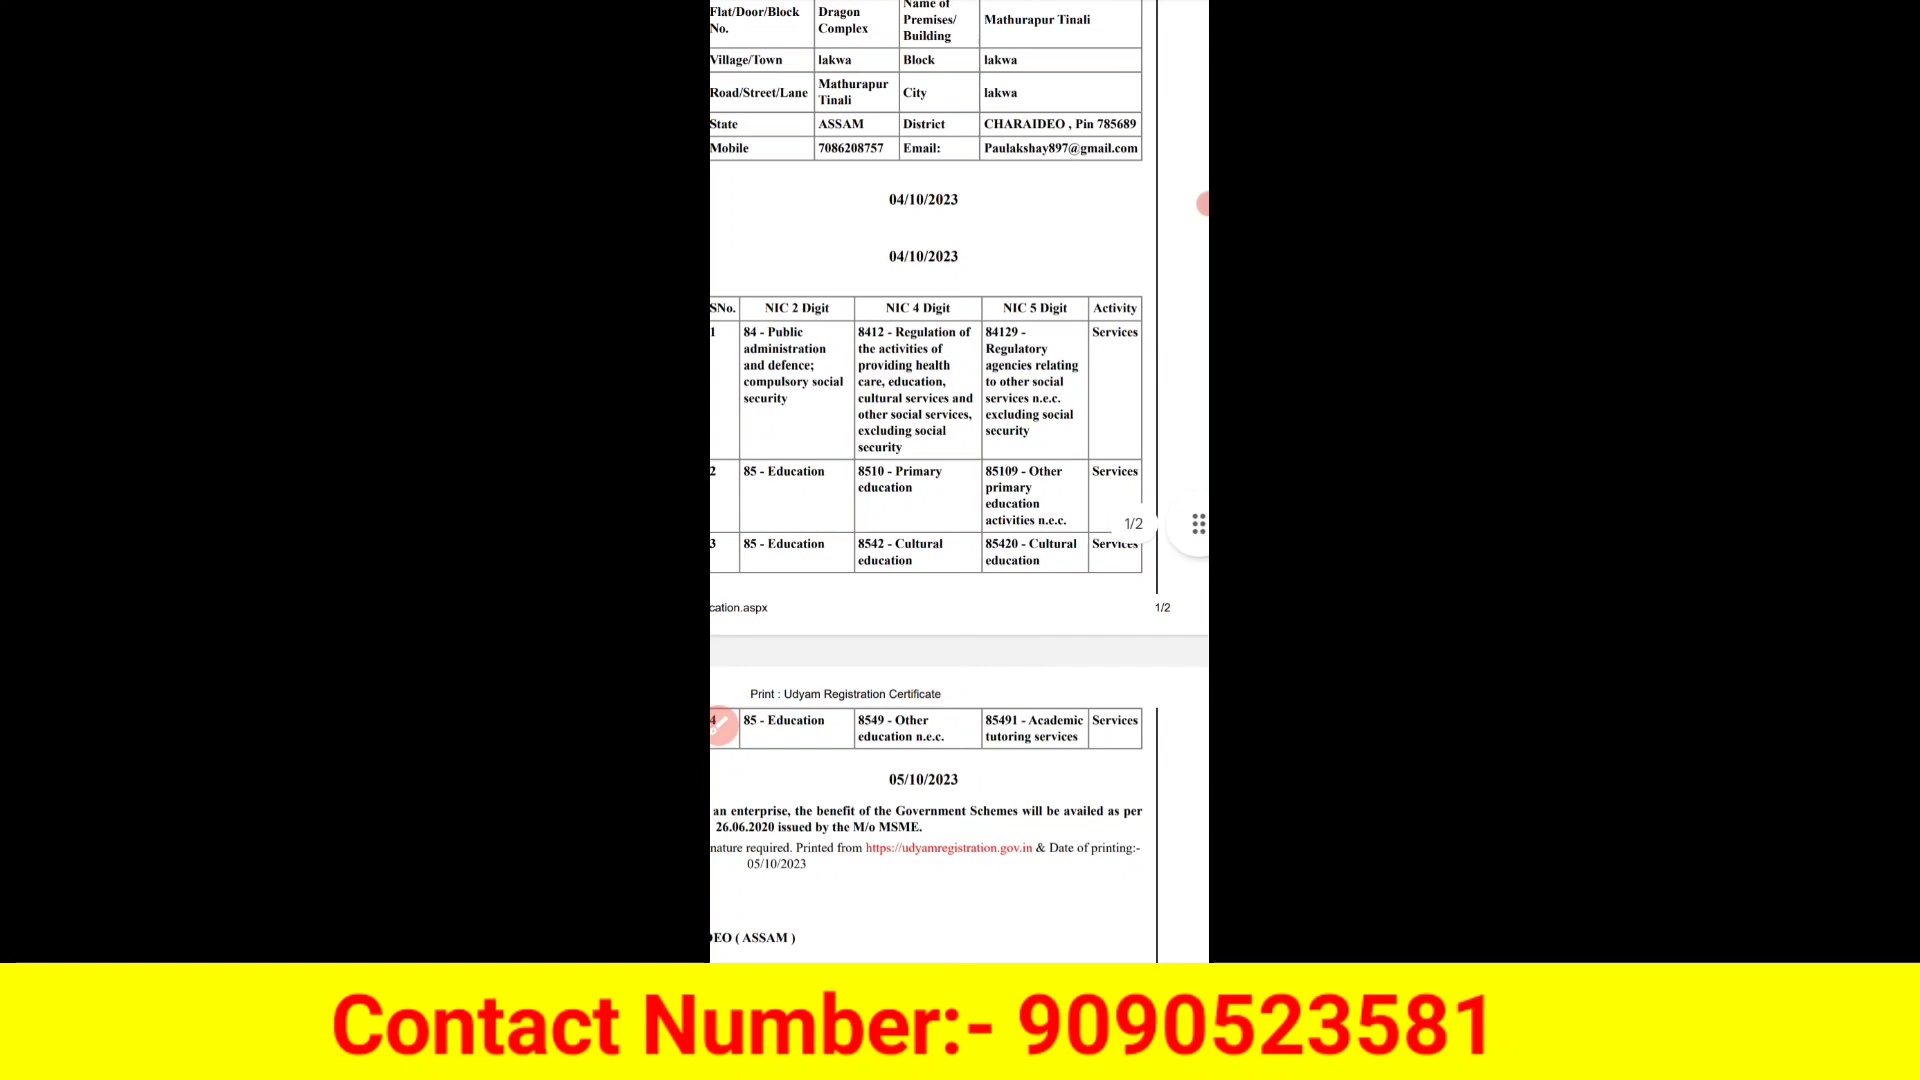 Flat/Door/Block No. Dragon Complex Name of Premises/ Building Mathurapur Tinali
Village/Town lakwa Block lakwa
Road/Street/Lane Mathurapur Tinali City lakwa
State ASSAM District CHARAIDEO , Pin 785689
Mobile 7086208757 Email: Paulakshay897@gmail.com
04/10/2023
04/10/2023
SNo. NIC 2 Digit NIC 4 Digit NIC 5 Digit Activity
1 84 - Public administration and defence; compulsory social security 8412 - Regulation of the activities of providing health care, education, cultural services and other social services, excluding social security 84129 - Regulatory agencies relating to other social services n.e.c. excluding social security Services
2 85 - Education 8510 - Primary education 85109 - Other primary education activities n.e.c. Services
1/2
3 85 - Education 8542 - Cultural education 85420 - Cultural education Services
cation.aspx 1/2
Print : Udyam Registration Certificate
4 85 - Education 8549 - Other education n.e.c. 85491 - Academic tutoring services Services
05/10/2023
an enterprise, the benefit of the Government Schemes will be availed as per
26.06.2020 issued by the M/o MSME.
nature required. Printed from https://udyamregistration.gov.in & Date of printing:-
05/10/2023
EO ( ASSAM )
Contact Number:- 9090523581